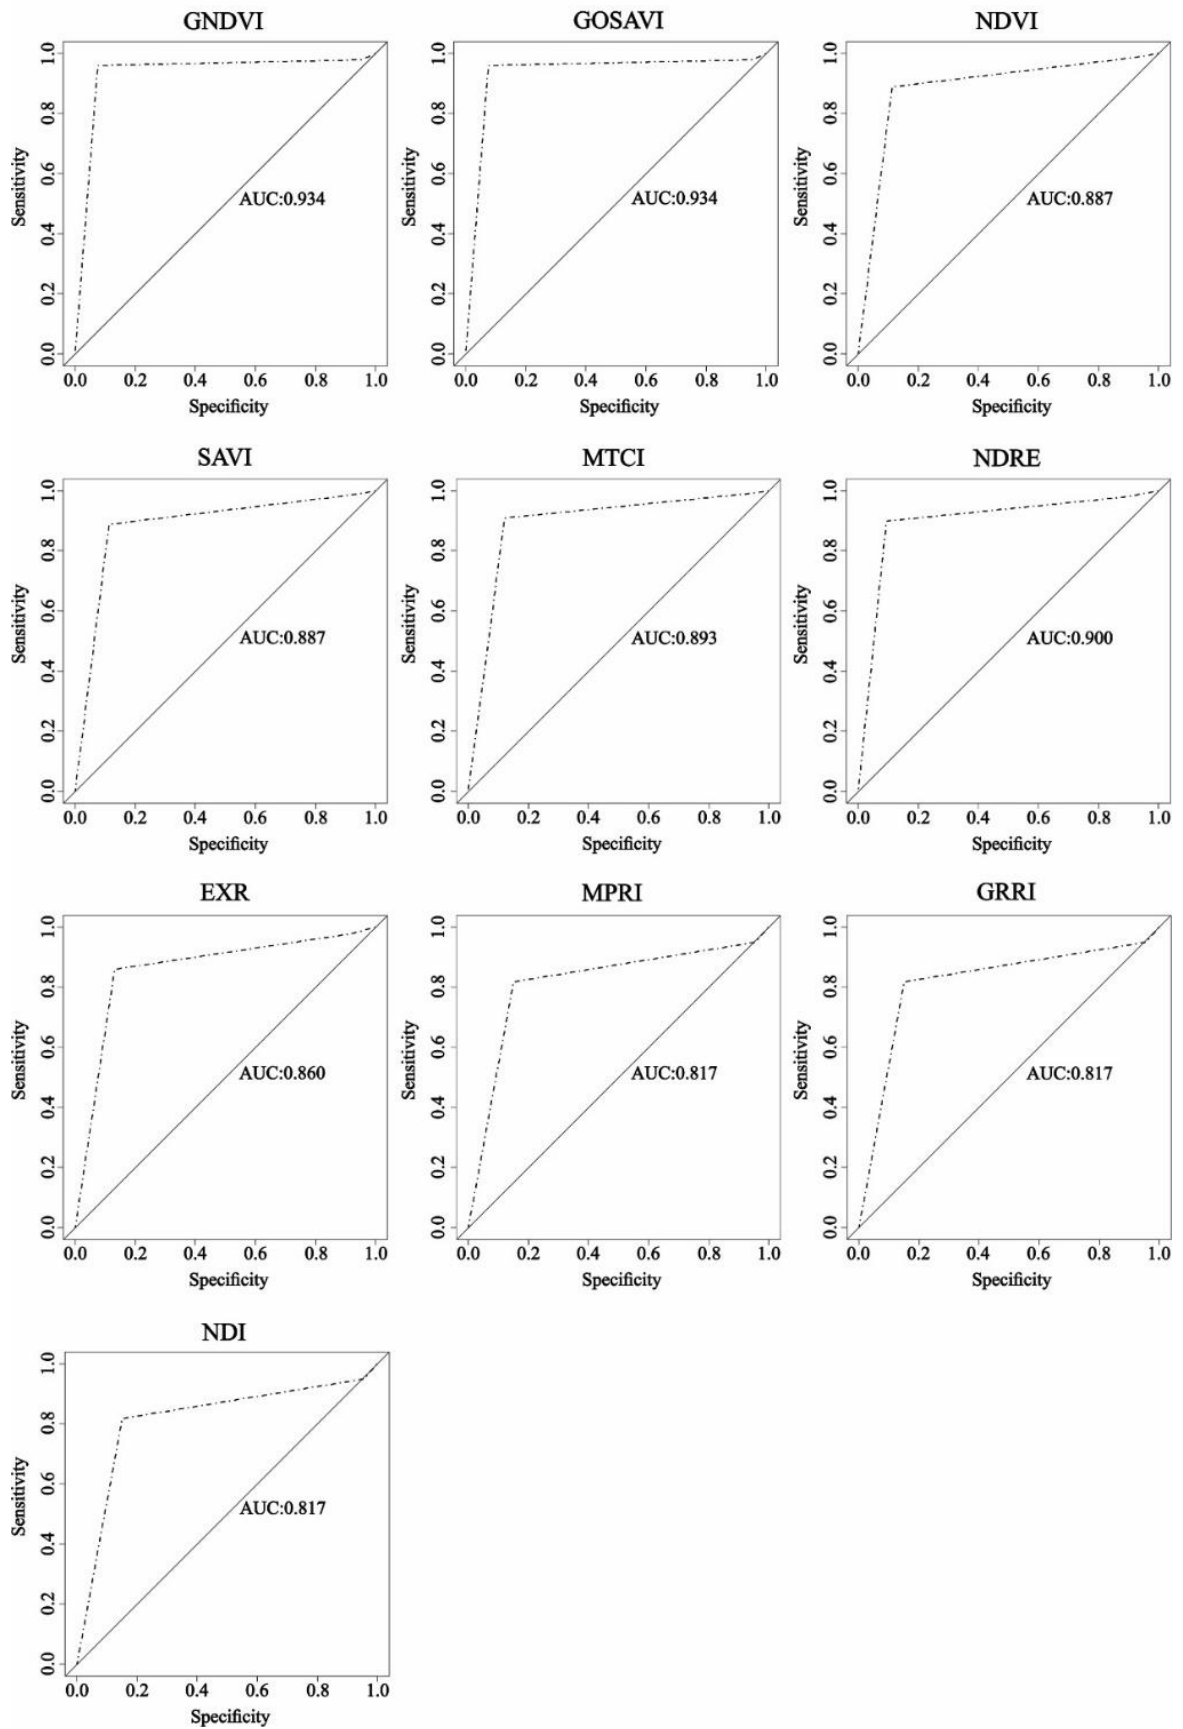 GNDVI
1.0
0.8
0.6
0.4
0.2
0.0
Sensitivity
AUC:0.934
0.0 0.2 0.4 0.6 0.8 1.0
Specificity
GOSAVI
1.0
0.8
0.6
0.4
0.2
0.0
Sensitivity
AUC:0.934
0.0 0.2 0.4 0.6 0.8 1.0
Specificity
NDVI
1.0
0.8
0.6
0.4
0.2
0.0
Sensitivity
AUC:0.887
0.0 0.2 0.4 0.6 0.8 1.0
Specificity
SAVI
1.0
0.8
0.6
0.4
0.2
0.0
Sensitivity
AUC:0.887
0.0 0.2 0.4 0.6 0.8 1.0
Specificity
MTCI
1.0
0.8
0.6
0.4
0.2
0.0
Sensitivity
AUC:0.893
0.0 0.2 0.4 0.6 0.8 1.0
Specificity
NDRE
1.0
0.8
0.6
0.4
0.2
0.0
Sensitivity
AUC:0.900
0.0 0.2 0.4 0.6 0.8 1.0
Specificity
EXR
1.0
0.8
0.6
0.4
0.2
0.0
Sensitivity
AUC:0.860
0.0 0.2 0.4 0.6 0.8 1.0
Specificity
MPRI
1.0
0.8
0.6
0.4
0.2
0.0
Sensitivity
AUC:0.817
0.0 0.2 0.4 0.6 0.8 1.0
Specificity
GRRI
1.0
0.8
0.6
0.4
0.2
0.0
Sensitivity
AUC:0.817
0.0 0.2 0.4 0.6 0.8 1.0
Specificity
NDI
1.0
0.8
0.6
0.4
0.2
0.0
Sensitivity
AUC:0.817
0.0 0.2 0.4 0.6 0.8 1.0
Specificity